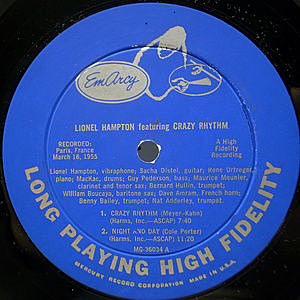 EmArcy
LIONEL HAMPTON featuring CRAZY RHYTHM
RECORDED:
Paris, France
March 18, 1955
A High
Fidelity
Recording
Lionel Hampton, vibraphone; Sacha Distel, guitar; Rene Urtreger,
piano; MacKac, drums; Guy Pederson, bass; Maurice Meunier,
clarinet and tenor sax; Bernard Hullin, trumpet;
William Boucaya, baritone sax; Dave Amram, French horn;
Benny Bailey, trumpet; Nat Adderley, trumpet.
1. CRAZY RHYTHM (Meyer-Kahn)
(Harms, Inc.—ASCAP) 7:40
2. NIGHT AND DAY (Cole Porter)
(Harms, Inc.—ASCAP) 11:20
MG-36034 A
LONG PLAYING HIGH FIDELITY
MERCURY RECORD CORPORATION MADE IN U.S.A.